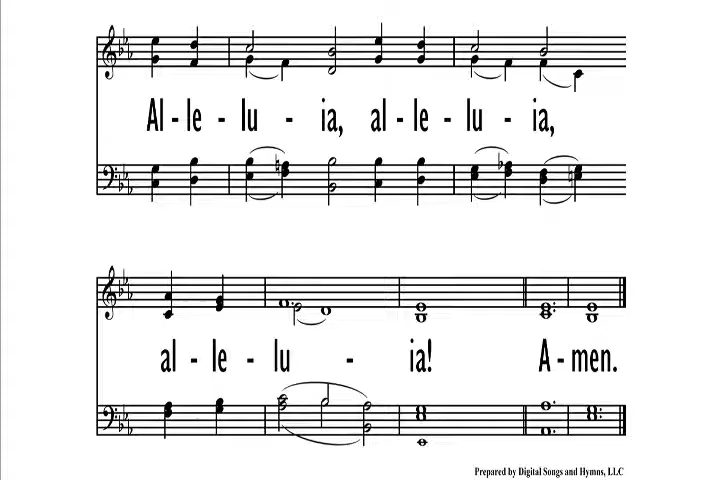 Al - le - lu - ia, al - le - lu - ia,
al - le - lu - ia! A - men.
Prepared by Digital Songs and Hymns, LLC